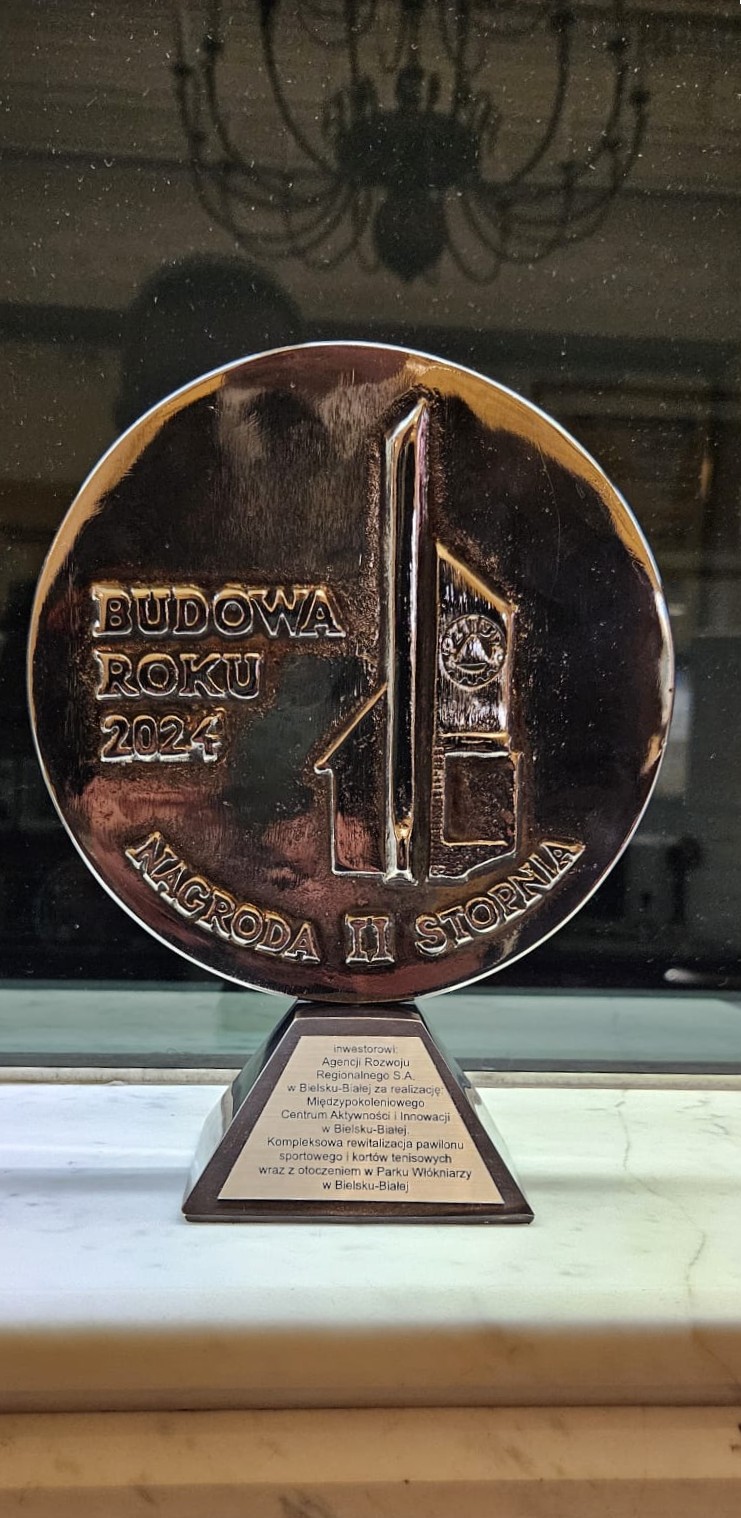 BUDOWA
ROKU
2024
NAGRODA II STOPNIA
inwestorowi:
Agencji Rozwoju
Regionalnego S.A.
w Bielsku-Białej za realizację:
Międzypokoleniowego
Centrum Aktywności i Innowacji
w Bielsku-Białej.
Kompleksowa rewitalizacja pawilonu
sportowego i kortów tenisowych
wraz z otoczeniem w Parku Włókniarzy
w Bielsku-Białej